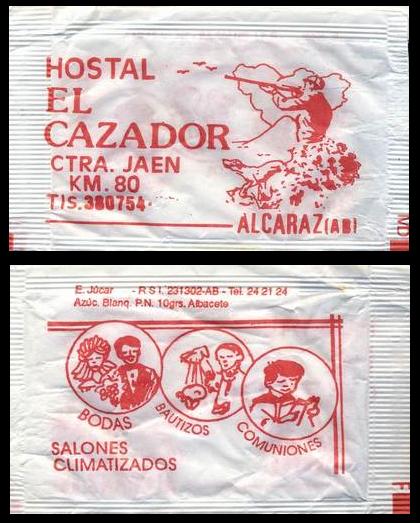 HOSTAL
EL
CAZADOR
CTRA. JAEN
KM. 80
TIS. 380754
ALCARAZ (AB)
E. Júcar - R S I. 231302-AB - Tel. 24 21 24
Azúc. Blanq. P.N. 10grs. Albacete
BODAS
BAUTIZOS
COMUNIONES
SALONES
CLIMATIZADOS